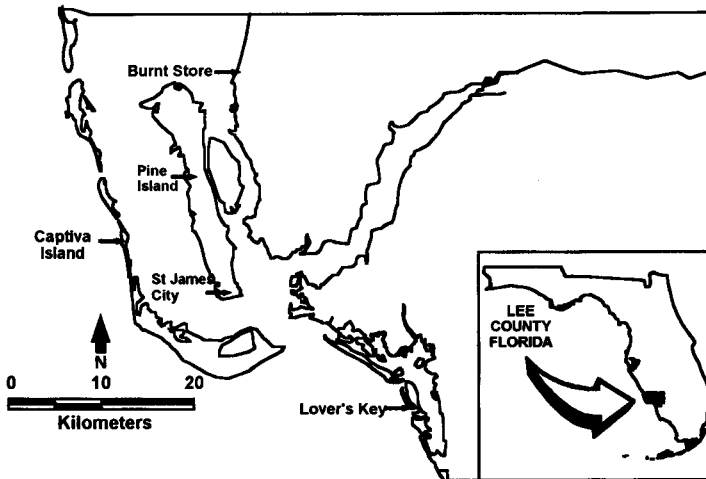 Burnt Store
Pine
Island
Captiva
Island
St James
City
N
0 10 20
Kilometers
Lover's Key
LEE
COUNTY
FLORIDA